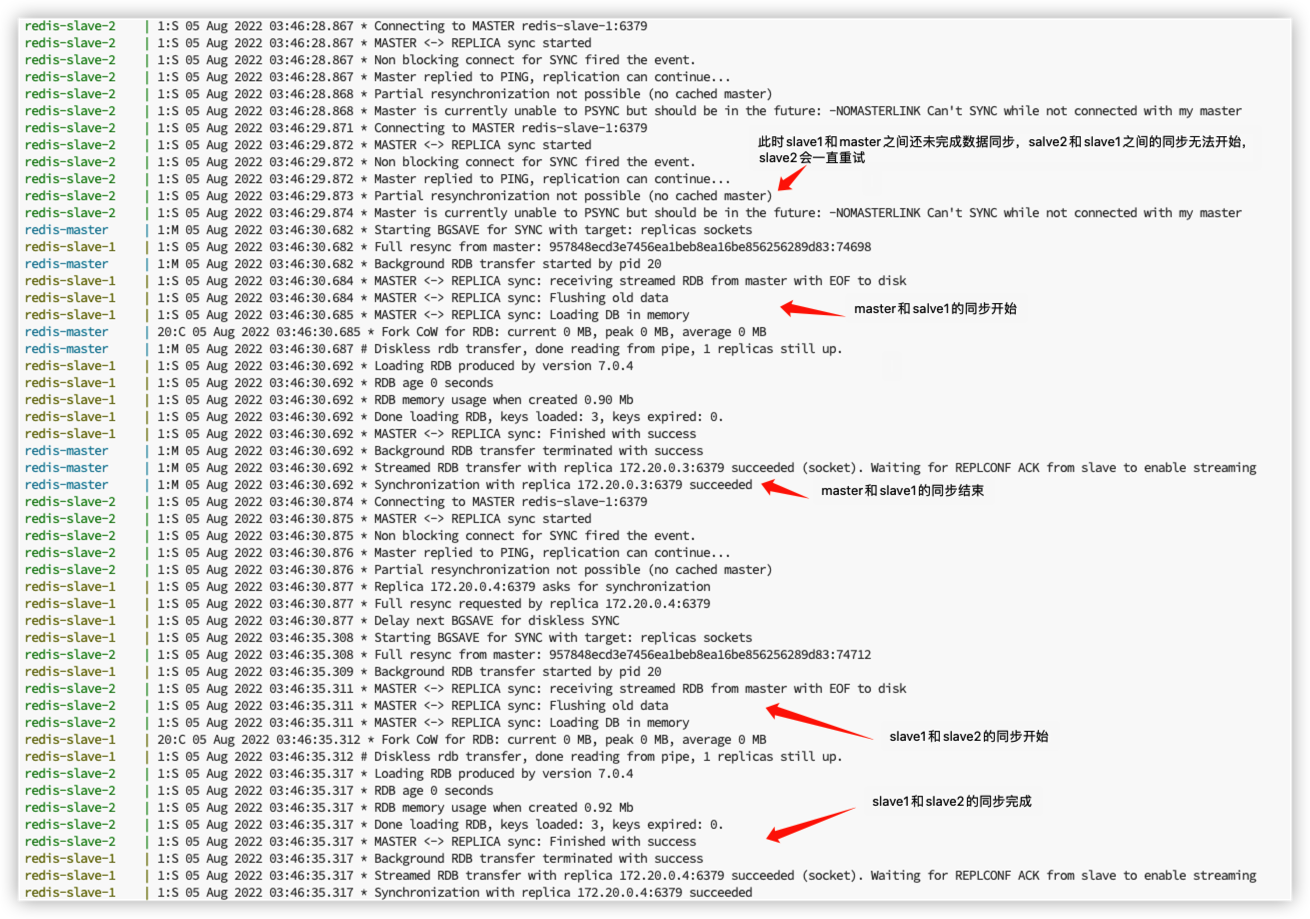 redis-slave-2 | 1:S 05 Aug 2022 03:46:28.867 * Connecting to MASTER redis-slave-1:6379
redis-slave-2 | 1:S 05 Aug 2022 03:46:28.867 * MASTER <-> REPLICA sync started
redis-slave-2 | 1:S 05 Aug 2022 03:46:28.867 * Non blocking connect for SYNC fired the event.
redis-slave-2 | 1:S 05 Aug 2022 03:46:28.867 * Master replied to PING, replication can continue...
redis-slave-2 | 1:S 05 Aug 2022 03:46:28.868 * Partial resynchronization not possible (no cached master)
redis-slave-2 | 1:S 05 Aug 2022 03:46:28.868 * Master is currently unable to PSYNC but should be in the future: -NOMASTERLINK Can't SYNC while not connected with my master
redis-slave-2 | 1:S 05 Aug 2022 03:46:29.871 * Connecting to MASTER redis-slave-1:6379
redis-slave-2 | 1:S 05 Aug 2022 03:46:29.872 * MASTER <-> REPLICA sync started
此时slave1和master之间还未完成数据同步，salve2和slave1之间的同步无法开始，
slave2会一直重试
redis-slave-2 | 1:S 05 Aug 2022 03:46:29.872 * Non blocking connect for SYNC fired the event.
redis-slave-2 | 1:S 05 Aug 2022 03:46:29.872 * Master replied to PING, replication can continue...
redis-slave-2 | 1:S 05 Aug 2022 03:46:29.873 * Partial resynchronization not possible (no cached master)
redis-slave-2 | 1:S 05 Aug 2022 03:46:29.874 * Master is currently unable to PSYNC but should be in the future: -NOMASTERLINK Can't SYNC while not connected with my master
redis-master | 1:M 05 Aug 2022 03:46:30.682 * Starting BGSAVE for SYNC with target: replicas sockets
redis-slave-1 | 1:S 05 Aug 2022 03:46:30.682 * Full resync from master: 957848ecd3e7456ea1beb8ea16be856256289d83:74698
redis-master | 1:M 05 Aug 2022 03:46:30.682 * Background RDB transfer started by pid 20
redis-slave-1 | 1:S 05 Aug 2022 03:46:30.684 * MASTER <-> REPLICA sync: receiving streamed RDB from master with EOF to disk
redis-slave-1 | 1:S 05 Aug 2022 03:46:30.684 * MASTER <-> REPLICA sync: Flushing old data
master和salve1的同步开始
redis-slave-1 | 1:S 05 Aug 2022 03:46:30.685 * MASTER <-> REPLICA sync: Loading DB in memory
redis-master | 20:C 05 Aug 2022 03:46:30.685 * Fork CoW for RDB: current 0 MB, peak 0 MB, average 0 MB
redis-master | 1:M 05 Aug 2022 03:46:30.687 # Diskless rdb transfer, done reading from pipe, 1 replicas still up.
redis-slave-1 | 1:S 05 Aug 2022 03:46:30.692 * Loading RDB produced by version 7.0.4
redis-slave-1 | 1:S 05 Aug 2022 03:46:30.692 * RDB age 0 seconds
redis-slave-1 | 1:S 05 Aug 2022 03:46:30.692 * RDB memory usage when created 0.90 Mb
redis-slave-1 | 1:S 05 Aug 2022 03:46:30.692 * Done loading RDB, keys loaded: 3, keys expired: 0.
redis-slave-1 | 1:S 05 Aug 2022 03:46:30.692 * MASTER <-> REPLICA sync: Finished with success
redis-master | 1:M 05 Aug 2022 03:46:30.692 * Background RDB transfer terminated with success
redis-master | 1:M 05 Aug 2022 03:46:30.692 * Streamed RDB transfer with replica 172.20.0.3:6379 succeeded (socket). Waiting for REPLCONF ACK from slave to enable streaming
redis-master | 1:M 05 Aug 2022 03:46:30.692 * Synchronization with replica 172.20.0.3:6379 succeeded
master和slave1的同步结束
redis-slave-2 | 1:S 05 Aug 2022 03:46:30.874 * Connecting to MASTER redis-slave-1:6379
redis-slave-2 | 1:S 05 Aug 2022 03:46:30.875 * MASTER <-> REPLICA sync started
redis-slave-2 | 1:S 05 Aug 2022 03:46:30.875 * Non blocking connect for SYNC fired the event.
redis-slave-2 | 1:S 05 Aug 2022 03:46:30.876 * Master replied to PING, replication can continue...
redis-slave-2 | 1:S 05 Aug 2022 03:46:30.876 * Partial resynchronization not possible (no cached master)
redis-slave-1 | 1:S 05 Aug 2022 03:46:30.877 * Replica 172.20.0.4:6379 asks for synchronization
redis-slave-1 | 1:S 05 Aug 2022 03:46:30.877 * Full resync requested by replica 172.20.0.4:6379
redis-slave-1 | 1:S 05 Aug 2022 03:46:30.877 * Delay next BGSAVE for diskless SYNC
redis-slave-1 | 1:S 05 Aug 2022 03:46:35.308 * Starting BGSAVE for SYNC with target: replicas sockets
redis-slave-2 | 1:S 05 Aug 2022 03:46:35.308 * Full resync from master: 957848ecd3e7456ea1beb8ea16be856256289d83:74712
redis-slave-1 | 1:S 05 Aug 2022 03:46:35.309 * Background RDB transfer started by pid 20
redis-slave-2 | 1:S 05 Aug 2022 03:46:35.311 * MASTER <-> REPLICA sync: receiving streamed RDB from master with EOF to disk
redis-slave-2 | 1:S 05 Aug 2022 03:46:35.311 * MASTER <-> REPLICA sync: Flushing old data
redis-slave-2 | 1:S 05 Aug 2022 03:46:35.311 * MASTER <-> REPLICA sync: Loading DB in memory
slave1和slave2的同步开始
redis-slave-1 | 20:C 05 Aug 2022 03:46:35.312 * Fork CoW for RDB: current 0 MB, peak 0 MB, average 0 MB
redis-slave-1 | 1:S 05 Aug 2022 03:46:35.312 # Diskless rdb transfer, done reading from pipe, 1 replicas still up.
redis-slave-2 | 1:S 05 Aug 2022 03:46:35.317 * Loading RDB produced by version 7.0.4
redis-slave-2 | 1:S 05 Aug 2022 03:46:35.317 * RDB age 0 seconds
slave1和slave2的同步完成
redis-slave-2 | 1:S 05 Aug 2022 03:46:35.317 * RDB memory usage when created 0.92 Mb
redis-slave-2 | 1:S 05 Aug 2022 03:46:35.317 * Done loading RDB, keys loaded: 3, keys expired: 0.
redis-slave-2 | 1:S 05 Aug 2022 03:46:35.317 * MASTER <-> REPLICA sync: Finished with success
redis-slave-1 | 1:S 05 Aug 2022 03:46:35.317 * Background RDB transfer terminated with success
redis-slave-1 | 1:S 05 Aug 2022 03:46:35.317 * Streamed RDB transfer with replica 172.20.0.4:6379 succeeded (socket). Waiting for REPLCONF ACK from slave to enable streaming
redis-slave-1 | 1:S 05 Aug 2022 03:46:35.317 * Synchronization with replica 172.20.0.4:6379 succeeded